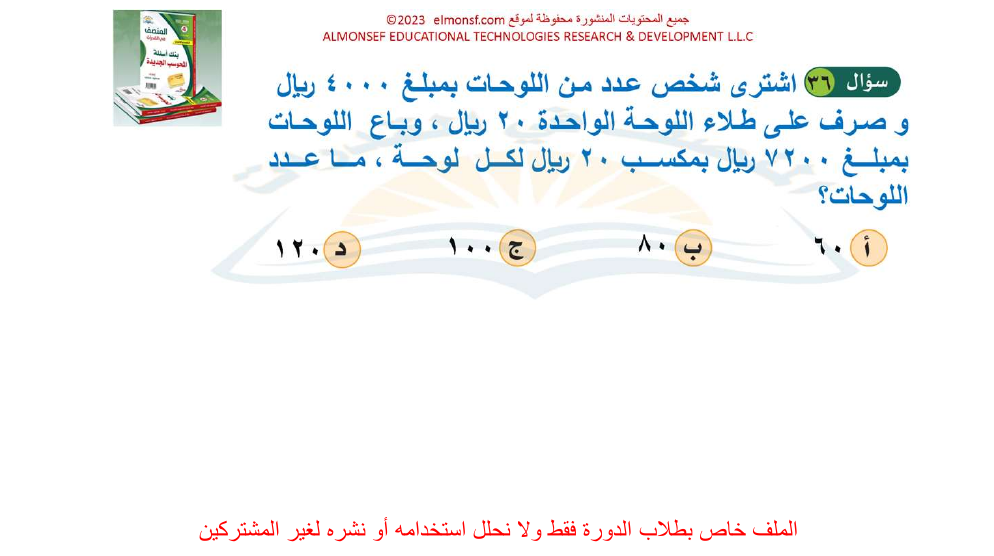 جميع المحتويات المنشورة محفوظة لموقع elmonsf.com ©2023
ALMONSEF EDUCATIONAL TECHNOLOGIES RESEARCH & DEVELOPMENT L.L.C
المنصف
بنك أسئلة
المحوسب الجديدة
سؤال ٣٦ اشترى شخص عدد من اللوحات بمبلغ ٤٠٠٠ ريال
و صرف على طلاء اللوحة الواحدة ٢٠ ريال ، وباع اللوحات
بمبلغ ٧٢٠٠ ريال بمكسب ٢٠ ريال لكل لوحة ، ما عدد
اللوحات؟
أ ٦٠ ب ٨٠ ج ١٠٠ د ١٢٠
الملف خاص بطلاب الدورة فقط ولا نحلل استخدامه أو نشره لغير المشتركين